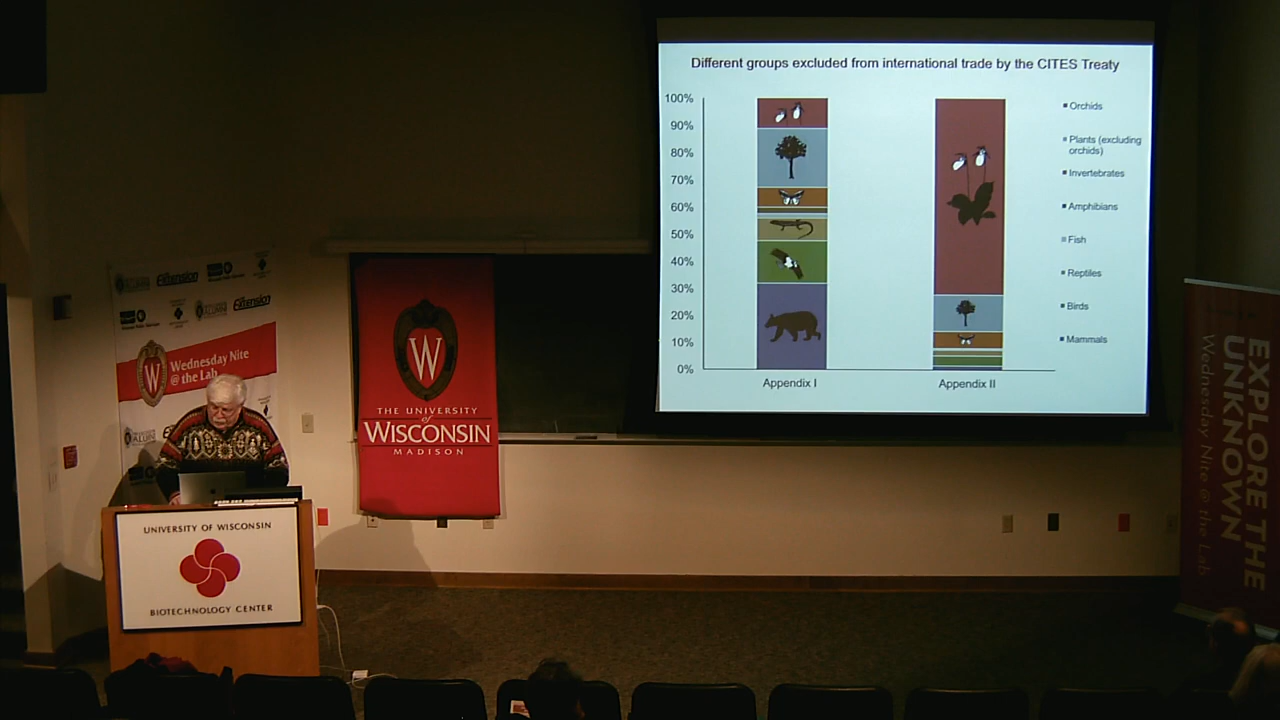 Different groups excluded from international trade by the CITES Treaty
100%
90%
80%
70%
60%
50%
40%
30%
20%
10%
0%
Appendix I
Appendix II
Orchids
Plants (excluding
orchids)
Invertebrates
Amphibians
Fish
Reptiles
Birds
Mammals
Extension
ALUMNI
Extension
Wednesday Nite
@ the Lab
W
W
THE UNIVERSITY
of
WISCONSIN
MADISON
UNIVERSITY OF WISCONSIN
BIOTECHNOLOGY CENTER
EXPLORE THE
UNKNOWN
Wednesday Nite @ the Lab